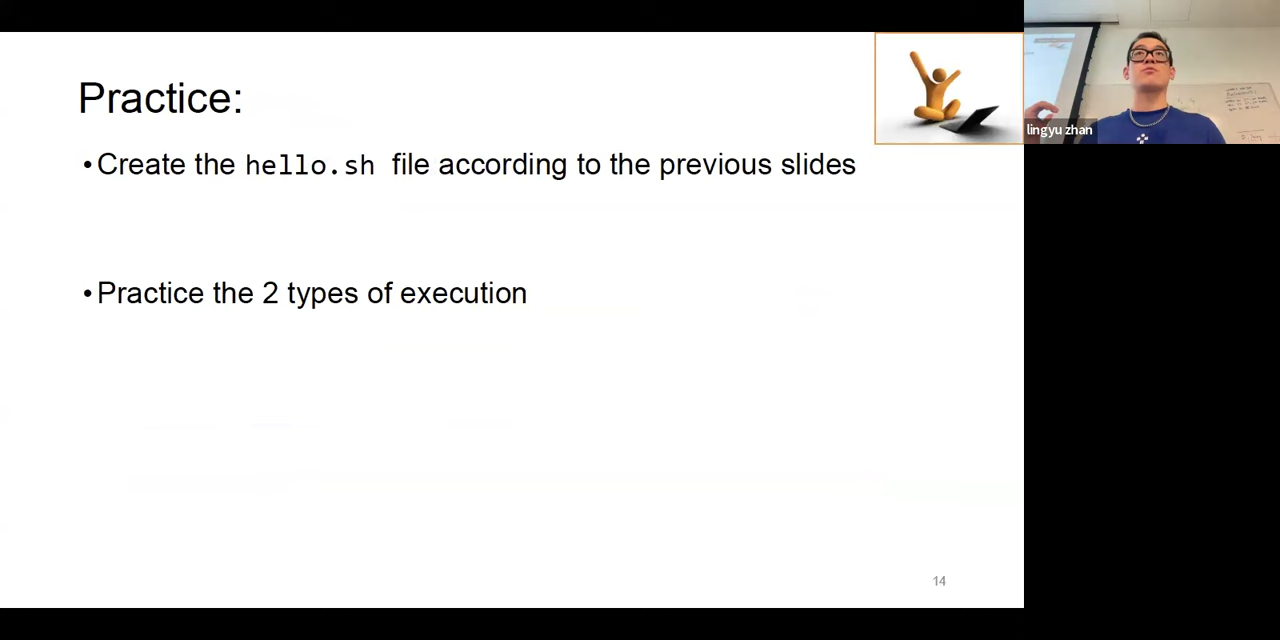 Practice:
•Create the hello.sh file according to the previous slides
•Practice the 2 types of execution
14
lingyu zhan